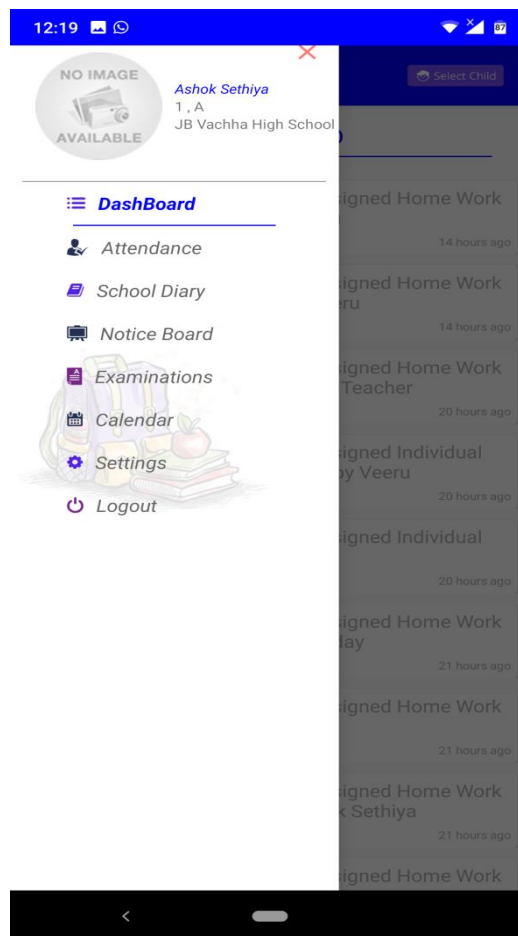 12:19
87
NO IMAGE
AVAILABLE
Ashok Sethiya
1 , A
JB Vachha High School
Select Child
DashBoard
Attendance
School Diary
Notice Board
Examinations
Calendar
Settings
Logout
signed Home Work
14 hours ago
signed Home Work
eru
14 hours ago
signed Home Work
Teacher
20 hours ago
signed Individual
by Veeru
20 hours ago
signed Individual
20 hours ago
signed Home Work
day
21 hours ago
signed Home Work
21 hours ago
signed Home Work
k Sethiya
21 hours ago
signed Home Work